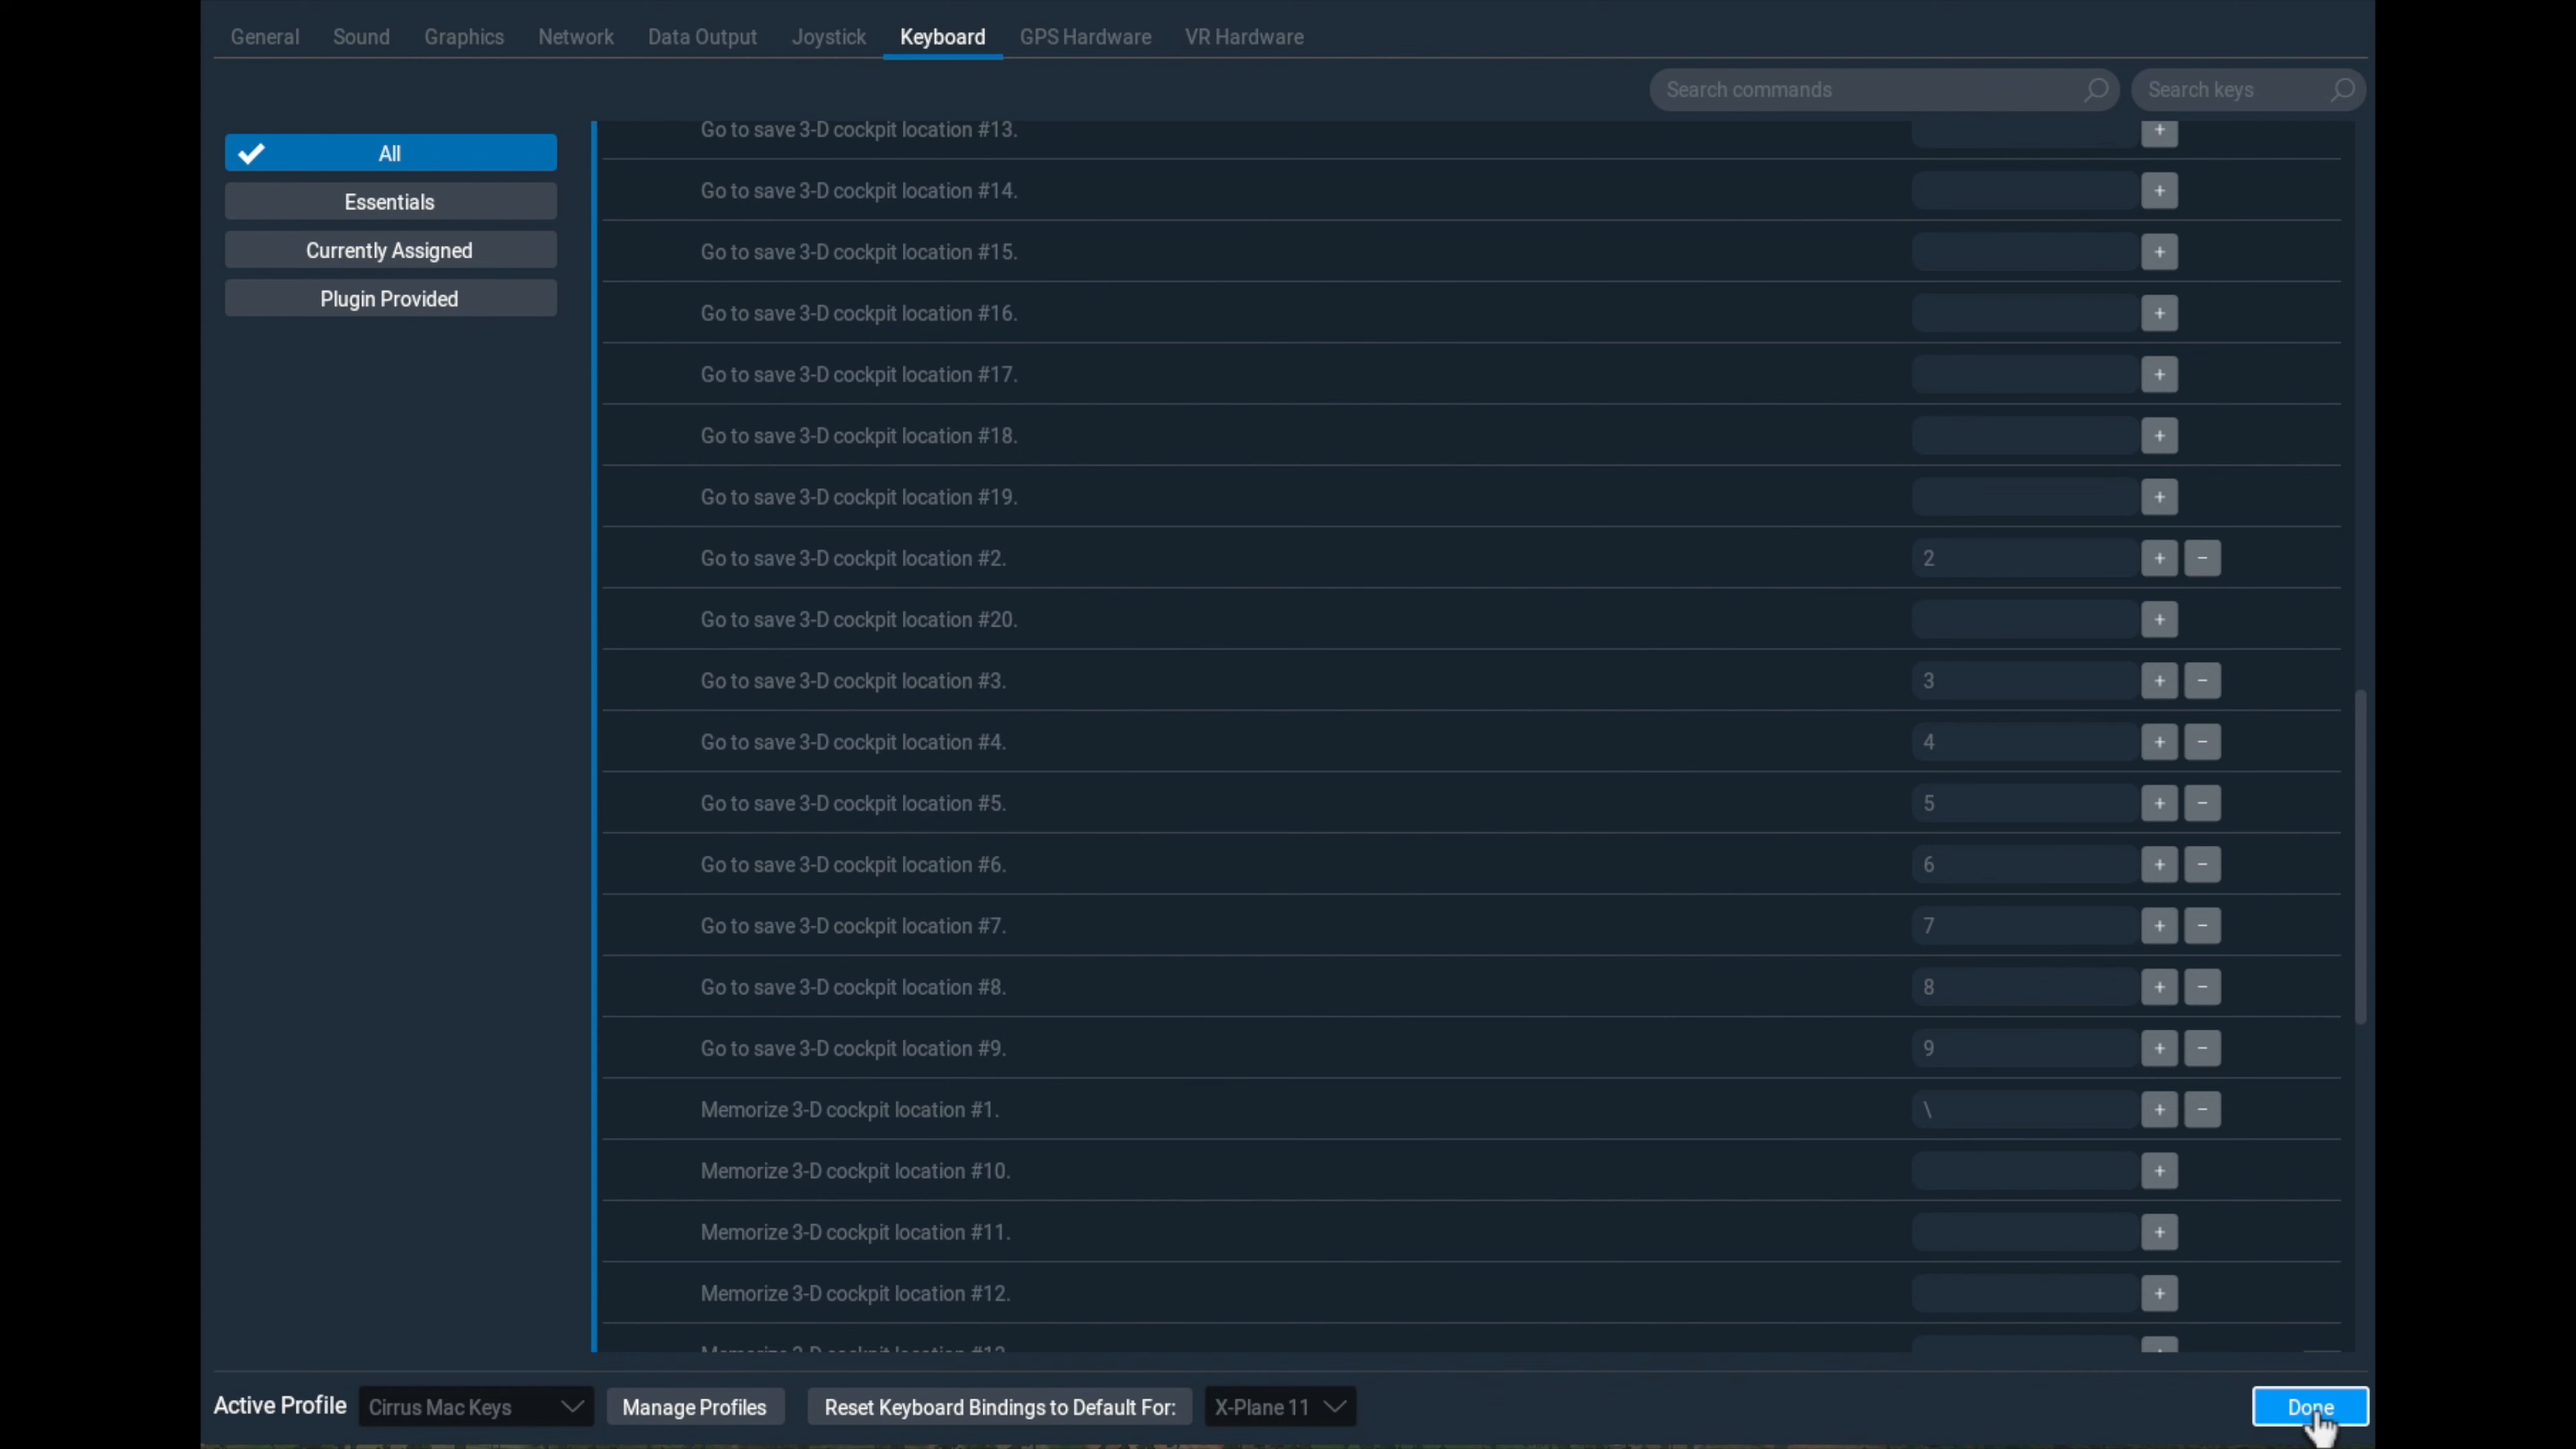 General Sound Graphics Network Data Output Joystick Keyboard GPS Hardware VR Hardware
Search commands Search keys
All
Essentials
Currently Assigned
Plugin Provided
Go to save 3-D cockpit location #13. +
Go to save 3-D cockpit location #14. +
Go to save 3-D cockpit location #15. +
Go to save 3-D cockpit location #16. +
Go to save 3-D cockpit location #17. +
Go to save 3-D cockpit location #18. +
Go to save 3-D cockpit location #19. +
Go to save 3-D cockpit location #2. 2 + -
Go to save 3-D cockpit location #20. +
Go to save 3-D cockpit location #3. 3 + -
Go to save 3-D cockpit location #4. 4 + -
Go to save 3-D cockpit location #5. 5 + -
Go to save 3-D cockpit location #6. 6 + -
Go to save 3-D cockpit location #7. 7 + -
Go to save 3-D cockpit location #8. 8 + -
Go to save 3-D cockpit location #9. 9 + -
Memorize 3-D cockpit location #1. \ + -
Memorize 3-D cockpit location #10. +
Memorize 3-D cockpit location #11. +
Memorize 3-D cockpit location #12. +
Memorize 3-D cockpit location #13.
Active Profile Cirrus Mac Keys Manage Profiles Reset Keyboard Bindings to Default For: X-Plane 11 Done